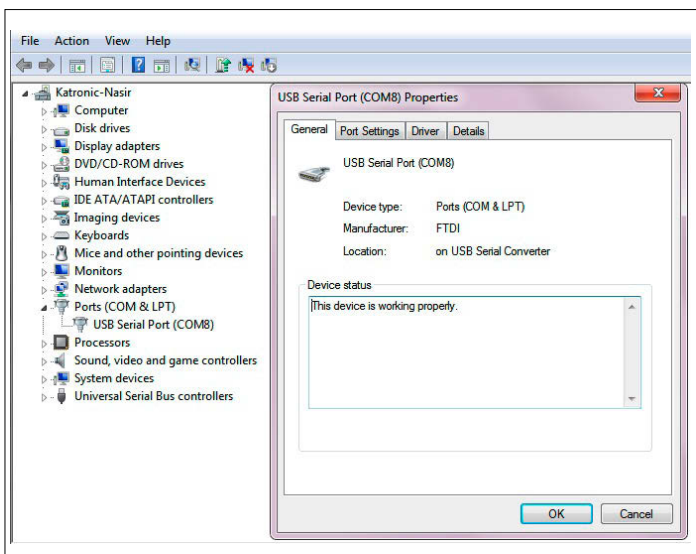 File Action View Help
Katronic-Nasir
Computer
Disk drives
Display adapters
DVD/CD-ROM drives
Human Interface Devices
IDE ATA/ATAPI controllers
Imaging devices
Keyboards
Mice and other pointing devices
Monitors
Network adapters
Ports (COM & LPT)
USB Serial Port (COM8)
Processors
Sound, video and game controllers
System devices
Universal Serial Bus controllers
USB Serial Port (COM8) Properties
General Port Settings Driver Details
USB Serial Port (COM8)
Device type: Ports (COM & LPT)
Manufacturer: FTDI
Location: on USB Serial Converter
Device status
This device is working properly.
OK Cancel